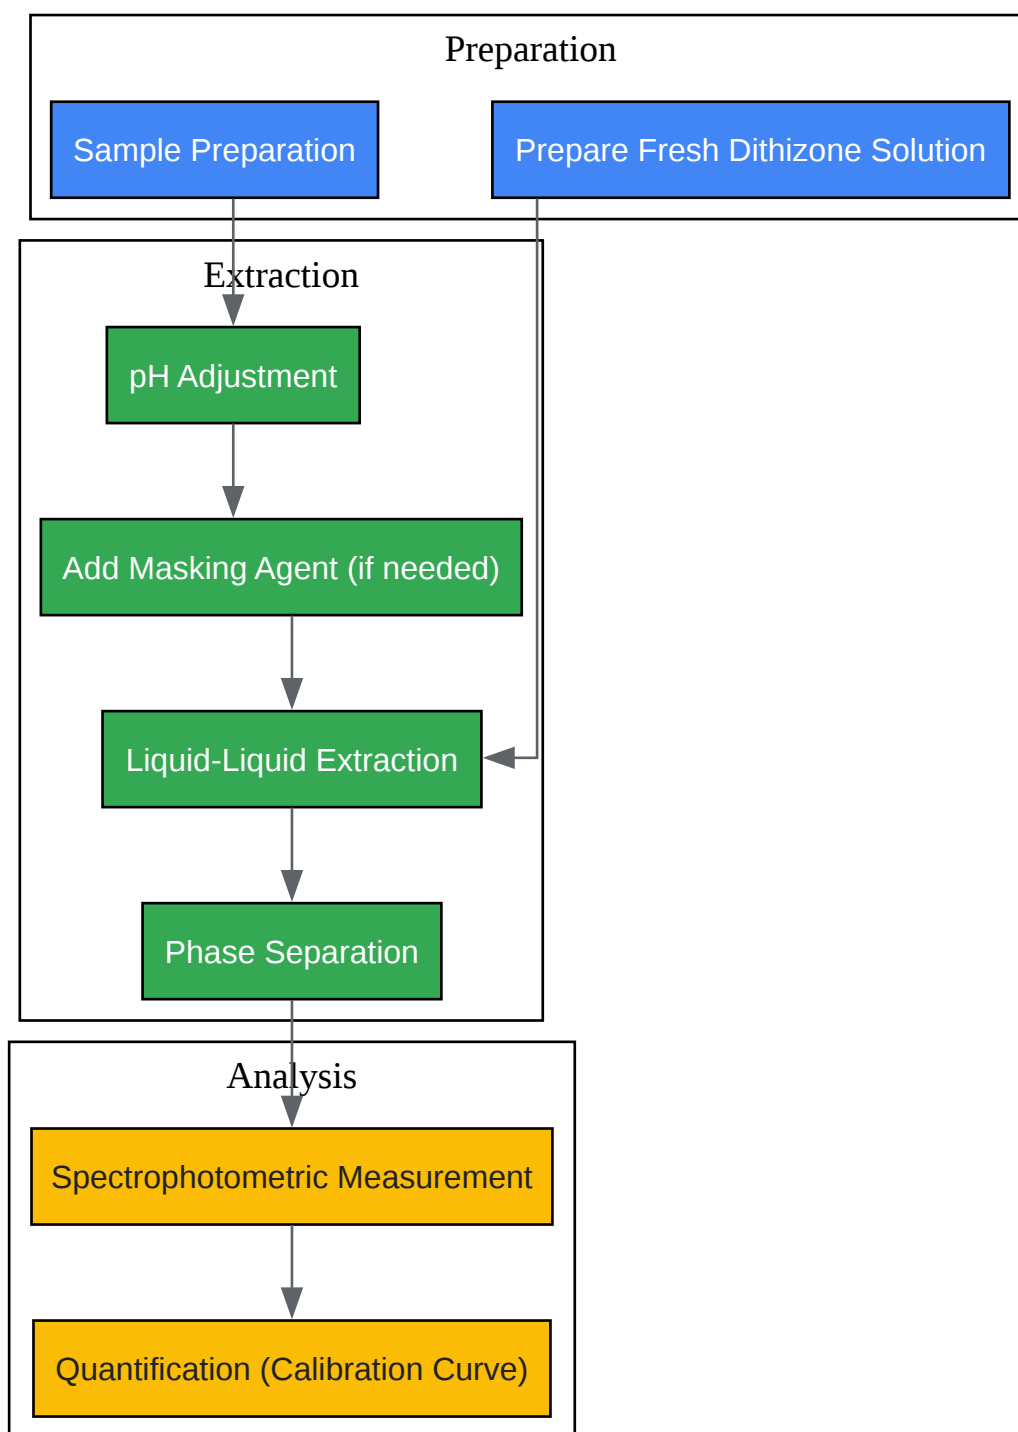 Preparation
Sample Preparation
Prepare Fresh Dithizone Solution
Extraction
pH Adjustment
Add Masking Agent (if needed)
Liquid-Liquid Extraction
Phase Separation
Analysis
Spectrophotometric Measurement
Quantification (Calibration Curve)